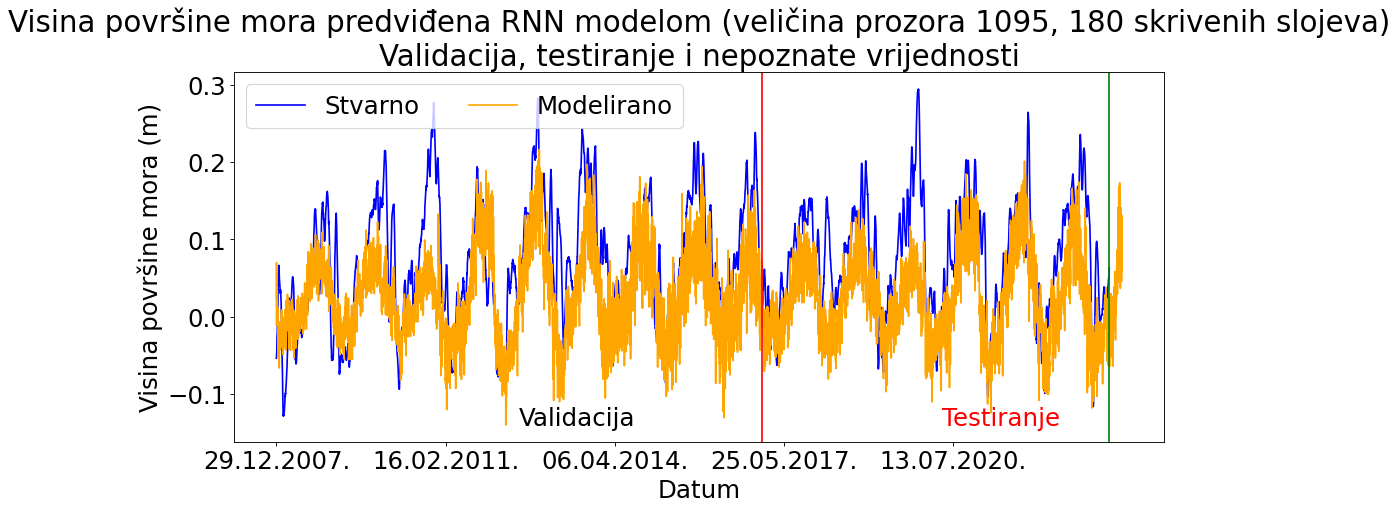 Visina površine mora predviđena RNN modelom (veličina prozora 1095, 180 skrivenih slojeva)
Validacija, testiranje i nepoznate vrijednosti
Stvarno
Modelirano
Visina površine mora (m)
0.3
0.2
0.1
0.0
−0.1
Validacija
Testiranje
29.12.2007.
16.02.2011.
06.04.2014.
25.05.2017.
13.07.2020.
Datum